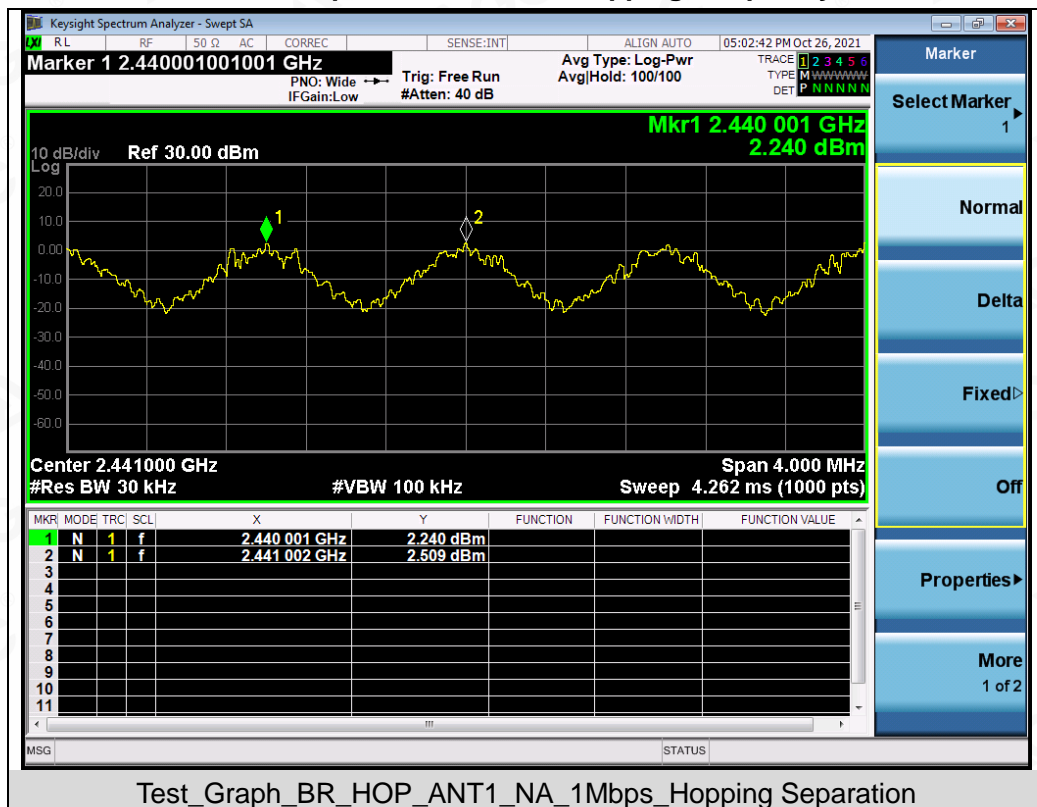 Keysight Spectrum Analyzer - Swept SA
LXI RL RF 50 Ω AC CORREC SENSE:INT ALIGN AUTO 05:02:42 PM Oct 26, 2021
Marker 1 2.440001001001 GHz
PNO: Wide
IFGain:Low
Trig: Free Run
#Atten: 40 dB
Avg Type: Log-Pwr
Avg|Hold: 100/100
TRACE 1 2 3 4 5 6
TYPE M WWWWW
DET P N N N N N
Mkr1 2.440 001 GHz
2.240 dBm
10 dB/div Ref 30.00 dBm
Log
20.0
10.0
0.00
-10.0
-20.0
-30.0
-40.0
-50.0
-60.0
1
2
Center 2.441000 GHz Span 4.000 MHz
#Res BW 30 kHz #VBW 100 kHz Sweep 4.262 ms (1000 pts)
MKR MODE TRC SCL X Y FUNCTION FUNCTION WIDTH FUNCTION VALUE
1 N 1 f 2.440 001 GHz 2.240 dBm
2 N 1 f 2.441 002 GHz 2.509 dBm
3
4
5
6
7
8
9
10
11
MSG STATUS
Marker
Select Marker
1
Normal
Delta
Fixed
Off
Properties
More
1 of 2
Test_Graph_BR_HOP_ANT1_NA_1Mbps_Hopping Separation